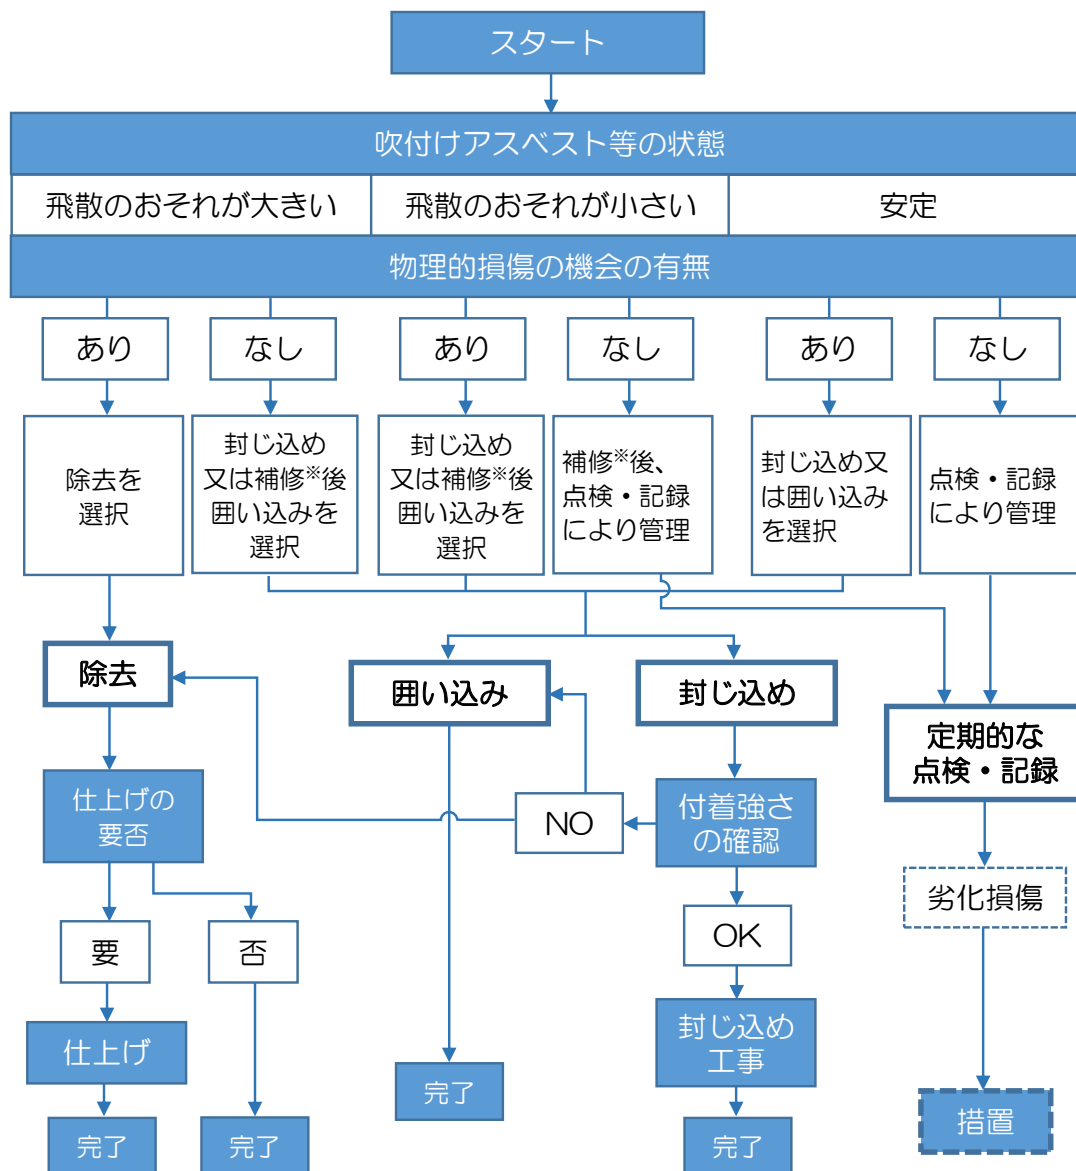 スタート
吹付けアスベスト等の状態
飛散のおそれが大きい
飛散のおそれが小さい
安定
物理的損傷の機会の有無
あり
なし
あり
なし
あり
なし
除去を
選択
封じ込め
又は補修※後
囲い込みを
選択
封じ込め
又は補修※後
囲い込みを
選択
補修※後、
点検・記録
により管理
封じ込め又
は囲い込み
を選択
点検・記録
により管理
除去
囲い込み
封じ込め
定期的な
点検・記録
仕上げの
要否
NO
付着強さ
の確認
劣化損傷
要
否
OK
仕上げ
封じ込め
工事
完了
完了
完了
完了
措置